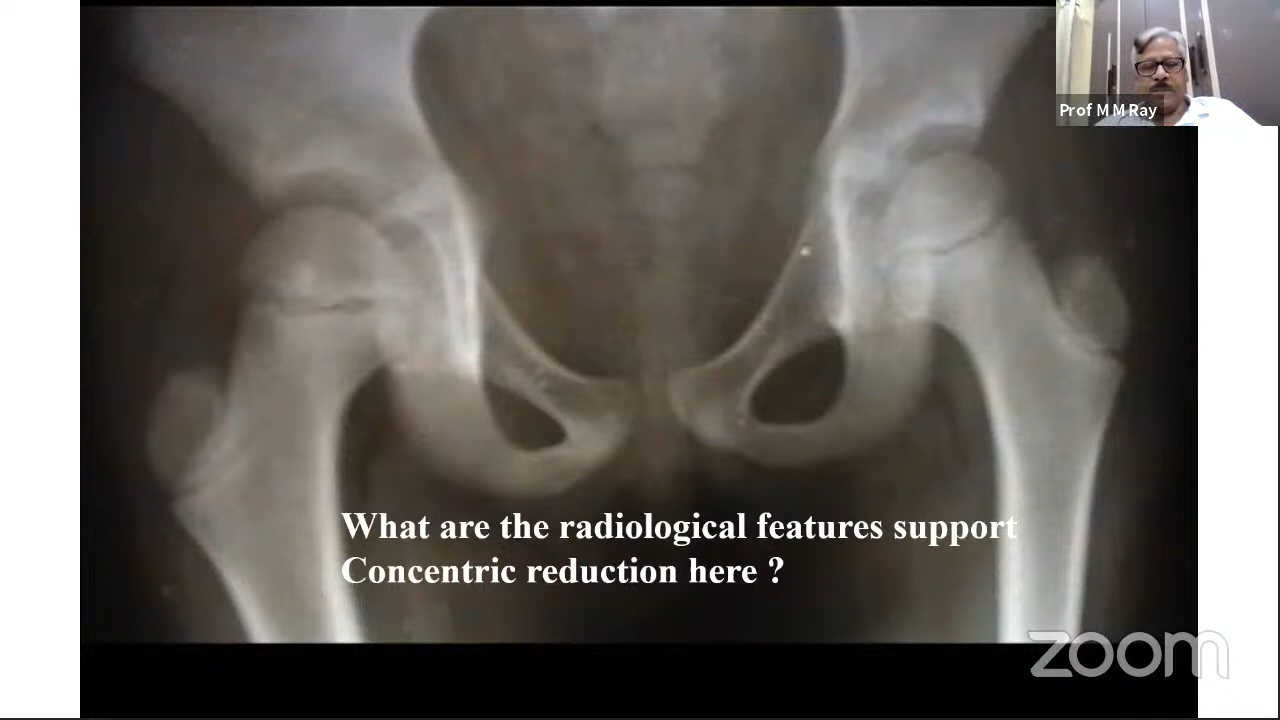 Prof M M Ray
What are the radiological features support
Concentric reduction here ?
zoom